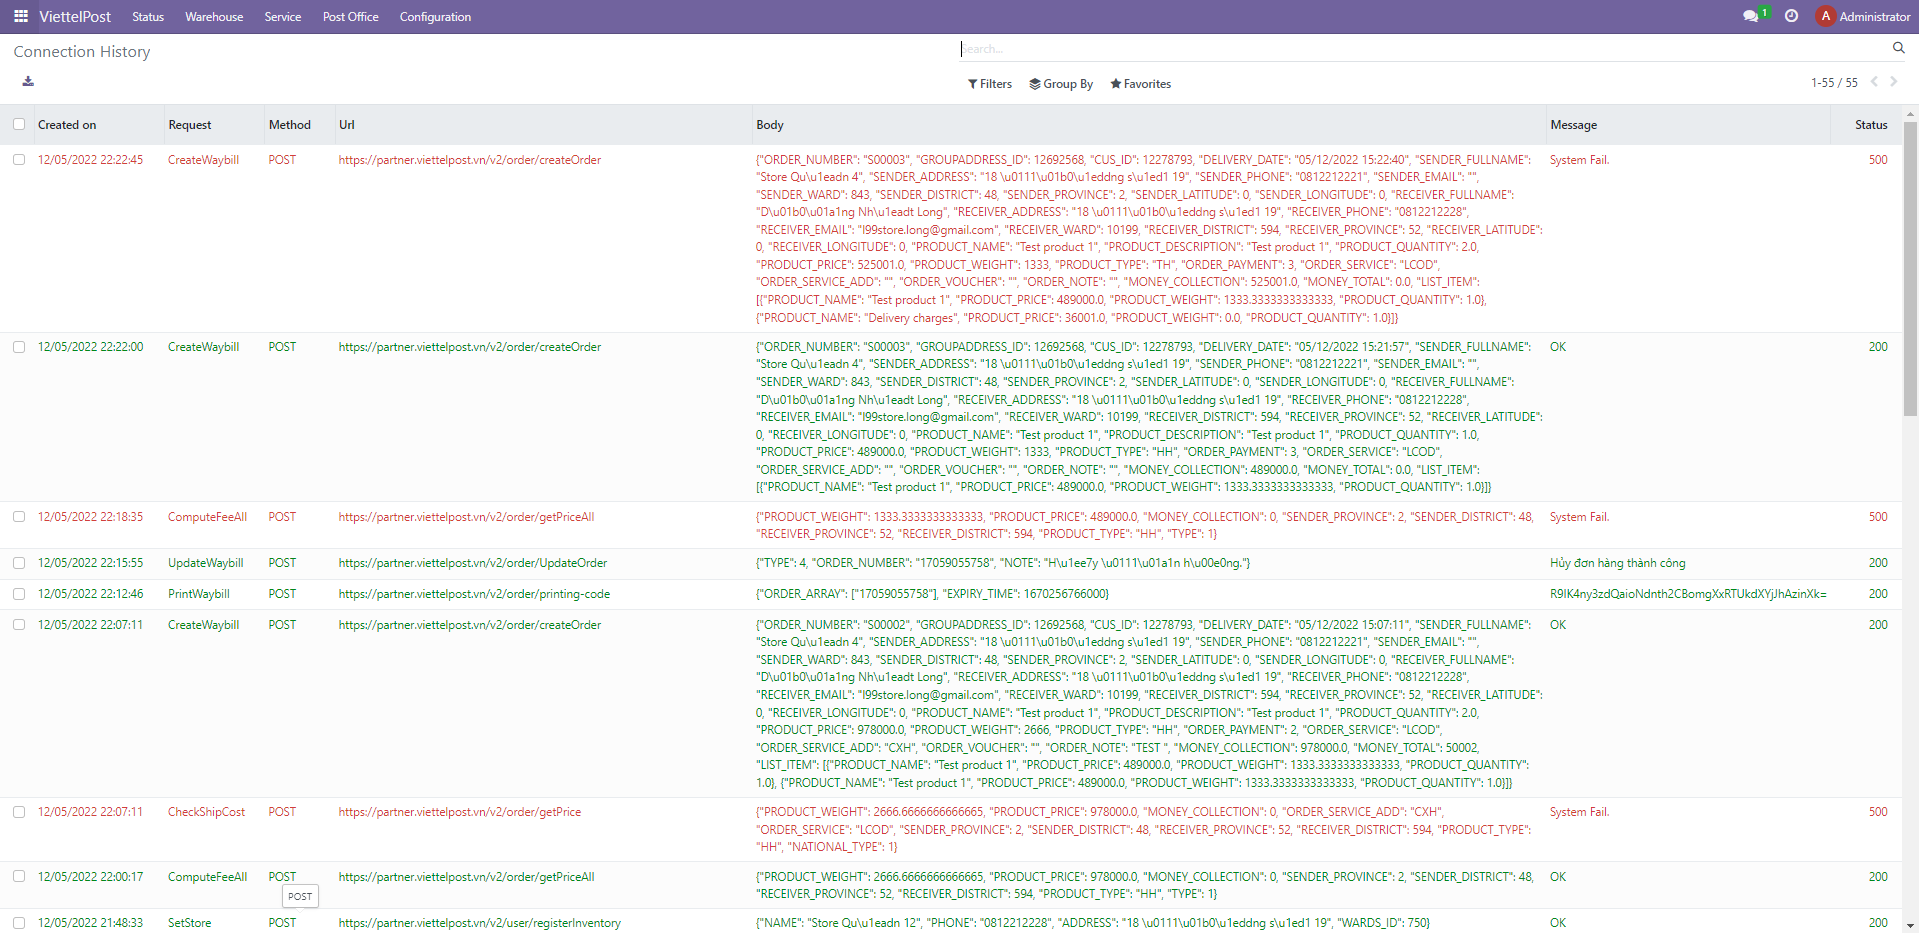 ViettelPost Status Warehouse Service Post Office Configuration 1 A Administrator
Connection History Search...
Filters Group By Favorites 1-55 / 55
Created on Request Method Url Body Message Status
12/05/2022 22:22:45 CreateWaybill POST https://partner.viettelpost.vn/v2/order/createOrder {"ORDER_NUMBER": "S00003", "GROUPADDRESS_ID": 12692568, "CUS_ID": 12278793, "DELIVERY_DATE": "05/12/2022 15:22:40", "SENDER_FULLNAME": System Fail. 500
"Store Qu\u1eadn 4", "SENDER_ADDRESS": "18 \u0111\u01b0\u1eddng s\u1ed1 19", "SENDER_PHONE": "0812212221", "SENDER_EMAIL": "",
"SENDER_WARD": 843, "SENDER_DISTRICT": 48, "SENDER_PROVINCE": 2, "SENDER_LATITUDE": 0, "SENDER_LONGITUDE": 0, "RECEIVER_FULLNAME":
"D\u01b0\u01a1ng Nh\u1eadt Long", "RECEIVER_ADDRESS": "18 \u0111\u01b0\u1eddng s\u1ed1 19", "RECEIVER_PHONE": "0812212228",
"RECEIVER_EMAIL": "l99store.long@gmail.com", "RECEIVER_WARD": 10199, "RECEIVER_DISTRICT": 594, "RECEIVER_PROVINCE": 52, "RECEIVER_LATITUDE":
0, "RECEIVER_LONGITUDE": 0, "PRODUCT_NAME": "Test product 1", "PRODUCT_DESCRIPTION": "Test product 1", "PRODUCT_QUANTITY": 2.0,
"PRODUCT_PRICE": 525001.0, "PRODUCT_WEIGHT": 1333, "PRODUCT_TYPE": "TH", "ORDER_PAYMENT": 3, "ORDER_SERVICE": "LCOD",
"ORDER_SERVICE_ADD": "", "ORDER_VOUCHER": "", "ORDER_NOTE": "", "MONEY_COLLECTION": 525001.0, "MONEY_TOTAL": 0.0, "LIST_ITEM":
[{"PRODUCT_NAME": "Test product 1", "PRODUCT_PRICE": 489000.0, "PRODUCT_WEIGHT": 1333.3333333333333, "PRODUCT_QUANTITY": 1.0},
{"PRODUCT_NAME": "Delivery charges", "PRODUCT_PRICE": 36001.0, "PRODUCT_WEIGHT": 0.0, "PRODUCT_QUANTITY": 1.0}]}
12/05/2022 22:22:00 CreateWaybill POST https://partner.viettelpost.vn/v2/order/createOrder {"ORDER_NUMBER": "S00003", "GROUPADDRESS_ID": 12692568, "CUS_ID": 12278793, "DELIVERY_DATE": "05/12/2022 15:21:57", "SENDER_FULLNAME": OK 200
"Store Qu\u1eadn 4", "SENDER_ADDRESS": "18 \u0111\u01b0\u1eddng s\u1ed1 19", "SENDER_PHONE": "0812212221", "SENDER_EMAIL": "",
"SENDER_WARD": 843, "SENDER_DISTRICT": 48, "SENDER_PROVINCE": 2, "SENDER_LATITUDE": 0, "SENDER_LONGITUDE": 0, "RECEIVER_FULLNAME":
"D\u01b0\u01a1ng Nh\u1eadt Long", "RECEIVER_ADDRESS": "18 \u0111\u01b0\u1eddng s\u1ed1 19", "RECEIVER_PHONE": "0812212228",
"RECEIVER_EMAIL": "l99store.long@gmail.com", "RECEIVER_WARD": 10199, "RECEIVER_DISTRICT": 594, "RECEIVER_PROVINCE": 52, "RECEIVER_LATITUDE":
0, "RECEIVER_LONGITUDE": 0, "PRODUCT_NAME": "Test product 1", "PRODUCT_DESCRIPTION": "Test product 1", "PRODUCT_QUANTITY": 1.0,
"PRODUCT_PRICE": 489000.0, "PRODUCT_WEIGHT": 1333, "PRODUCT_TYPE": "HH", "ORDER_PAYMENT": 3, "ORDER_SERVICE": "LCOD",
"ORDER_SERVICE_ADD": "", "ORDER_VOUCHER": "", "ORDER_NOTE": "", "MONEY_COLLECTION": 489000.0, "MONEY_TOTAL": 0.0, "LIST_ITEM":
[{"PRODUCT_NAME": "Test product 1", "PRODUCT_PRICE": 489000.0, "PRODUCT_WEIGHT": 1333.3333333333333, "PRODUCT_QUANTITY": 1.0}]}
12/05/2022 22:18:35 ComputeFeeAll POST https://partner.viettelpost.vn/v2/order/getPriceAll {"PRODUCT_WEIGHT": 1333.3333333333333, "PRODUCT_PRICE": 489000.0, "MONEY_COLLECTION": 0, "SENDER_PROVINCE": 2, "SENDER_DISTRICT": 48, System Fail. 500
"RECEIVER_PROVINCE": 52, "RECEIVER_DISTRICT": 594, "PRODUCT_TYPE": "HH", "TYPE": 1}
12/05/2022 22:15:55 UpdateWaybill POST https://partner.viettelpost.vn/v2/order/UpdateOrder {"TYPE": 4, "ORDER_NUMBER": "17059055758", "NOTE": "H\u1ee7y \u0111\u01a1n h\u00e0ng."} Hủy đơn hàng thành công 200
12/05/2022 22:12:46 PrintWaybill POST https://partner.viettelpost.vn/v2/order/printing-code {"ORDER_ARRAY": ["17059055758"], "EXPIRY_TIME": 1670256766000} R9IK4ny3zdQaioNdnth2CBomgXxRTUkdXYjJhAzinXk= 200
12/05/2022 22:07:11 CreateWaybill POST https://partner.viettelpost.vn/v2/order/createOrder {"ORDER_NUMBER": "S00002", "GROUPADDRESS_ID": 12692568, "CUS_ID": 12278793, "DELIVERY_DATE": "05/12/2022 15:07:11", "SENDER_FULLNAME": OK 200
"Store Qu\u1eadn 4", "SENDER_ADDRESS": "18 \u0111\u01b0\u1eddng s\u1ed1 19", "SENDER_PHONE": "0812212221", "SENDER_EMAIL": "",
"SENDER_WARD": 843, "SENDER_DISTRICT": 48, "SENDER_PROVINCE": 2, "SENDER_LATITUDE": 0, "SENDER_LONGITUDE": 0, "RECEIVER_FULLNAME":
"D\u01b0\u01a1ng Nh\u1eadt Long", "RECEIVER_ADDRESS": "18 \u0111\u01b0\u1eddng s\u1ed1 19", "RECEIVER_PHONE": "0812212228",
"RECEIVER_EMAIL": "l99store.long@gmail.com", "RECEIVER_WARD": 10199, "RECEIVER_DISTRICT": 594, "RECEIVER_PROVINCE": 52, "RECEIVER_LATITUDE":
0, "RECEIVER_LONGITUDE": 0, "PRODUCT_NAME": "Test product 1", "PRODUCT_DESCRIPTION": "Test product 1", "PRODUCT_QUANTITY": 2.0,
"PRODUCT_PRICE": 978000.0, "PRODUCT_WEIGHT": 2666, "PRODUCT_TYPE": "HH", "ORDER_PAYMENT": 2, "ORDER_SERVICE": "LCOD",
"ORDER_SERVICE_ADD": "CXH", "ORDER_VOUCHER": "", "ORDER_NOTE": "TEST ", "MONEY_COLLECTION": 978000.0, "MONEY_TOTAL": 50002,
"LIST_ITEM": [{"PRODUCT_NAME": "Test product 1", "PRODUCT_PRICE": 489000.0, "PRODUCT_WEIGHT": 1333.3333333333333, "PRODUCT_QUANTITY":
1.0}, {"PRODUCT_NAME": "Test product 1", "PRODUCT_PRICE": 489000.0, "PRODUCT_WEIGHT": 1333.3333333333333, "PRODUCT_QUANTITY": 1.0}]}
12/05/2022 22:07:11 CheckShipCost POST https://partner.viettelpost.vn/v2/order/getPrice {"PRODUCT_WEIGHT": 2666.6666666666665, "PRODUCT_PRICE": 978000.0, "MONEY_COLLECTION": 0, "ORDER_SERVICE_ADD": "CXH", System Fail. 500
"ORDER_SERVICE": "LCOD", "SENDER_PROVINCE": 2, "SENDER_DISTRICT": 48, "RECEIVER_PROVINCE": 52, "RECEIVER_DISTRICT": 594, "PRODUCT_TYPE":
"HH", "NATIONAL_TYPE": 1}
12/05/2022 22:00:17 ComputeFeeAll POST https://partner.viettelpost.vn/v2/order/getPriceAll {"PRODUCT_WEIGHT": 2666.6666666666665, "PRODUCT_PRICE": 978000.0, "MONEY_COLLECTION": 0, "SENDER_PROVINCE": 2, "SENDER_DISTRICT": 48, OK 200
"RECEIVER_PROVINCE": 52, "RECEIVER_DISTRICT": 594, "PRODUCT_TYPE": "HH", "TYPE": 1}
POST
12/05/2022 21:48:33 SetStore POST https://partner.viettelpost.vn/v2/user/registerInventory {"NAME": "Store Qu\u1eadn 12", "PHONE": "0812212228", "ADDRESS": "18 \u0111\u01b0\u1eddng s\u1ed1 19", "WARDS_ID": 750} OK 200